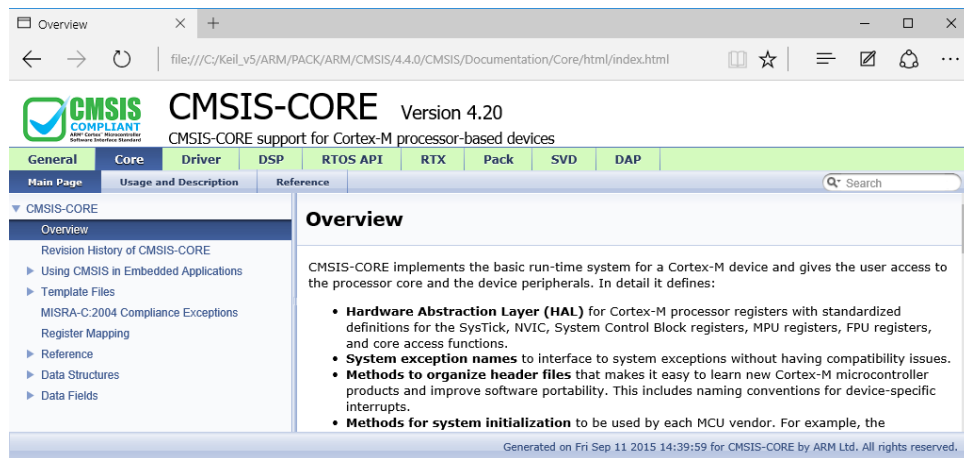 Overview
file:///C:/Keil_v5/ARM/PACK/ARM/CMSIS/4.4.0/CMSIS/Documentation/Core/html/index.html
CMSIS
COMPLIANT
ARM® Cortex™ Microcontroller
Software Interface Standard
CMSIS-CORE Version 4.20
CMSIS-CORE support for Cortex-M processor-based devices
General Core Driver DSP RTOS API RTX Pack SVD DAP
Main Page Usage and Description Reference Search
CMSIS-CORE
Overview
Revision History of CMSIS-CORE
Using CMSIS in Embedded Applications
Template Files
MISRA-C:2004 Compliance Exceptions
Register Mapping
Reference
Data Structures
Data Fields
Overview
CMSIS-CORE implements the basic run-time system for a Cortex-M device and gives the user access to
the processor core and the device peripherals. In detail it defines:
• Hardware Abstraction Layer (HAL) for Cortex-M processor registers with standardized
definitions for the SysTick, NVIC, System Control Block registers, MPU registers, FPU registers,
and core access functions.
• System exception names to interface to system exceptions without having compatibility issues.
• Methods to organize header files that makes it easy to learn new Cortex-M microcontroller
products and improve software portability. This includes naming conventions for device-specific
interrupts.
• Methods for system initialization to be used by each MCU vendor. For example, the
Generated on Fri Sep 11 2015 14:39:59 for CMSIS-CORE by ARM Ltd. All rights reserved.